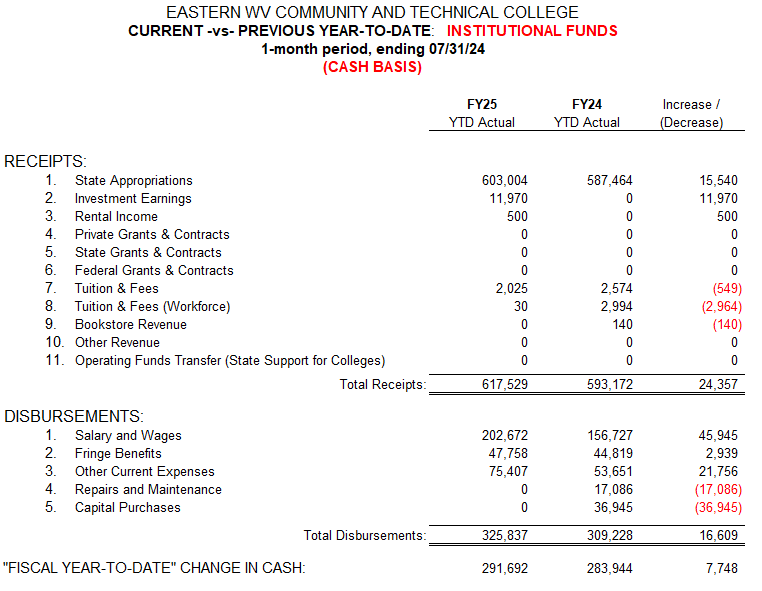 EASTERN WV COMMUNITY AND TECHNICAL COLLEGE
CURRENT -vs- PREVIOUS YEAR-TO-DATE: INSTITUTIONAL FUNDS
1-month period, ending 07/31/24
(CASH BASIS)
FY25 FY24 Increase /
YTD Actual YTD Actual (Decrease)
RECEIPTS:
1. State Appropriations 603,004 587,464 15,540
2. Investment Earnings 11,970 0 11,970
3. Rental Income 500 0 500
4. Private Grants & Contracts 0 0 0
5. State Grants & Contracts 0 0 0
6. Federal Grants & Contracts 0 0 0
7. Tuition & Fees 2,025 2,574 (549)
8. Tuition & Fees (Workforce) 30 2,994 (2,964)
9. Bookstore Revenue 0 140 (140)
10. Other Revenue 0 0 0
11. Operating Funds Transfer (State Support for Colleges) 0 0 0
Total Receipts: 617,529 593,172 24,357
DISBURSEMENTS:
1. Salary and Wages 202,672 156,727 45,945
2. Fringe Benefits 47,758 44,819 2,939
3. Other Current Expenses 75,407 53,651 21,756
4. Repairs and Maintenance 0 17,086 (17,086)
5. Capital Purchases 0 36,945 (36,945)
Total Disbursements: 325,837 309,228 16,609
"FISCAL YEAR-TO-DATE" CHANGE IN CASH: 291,692 283,944 7,748